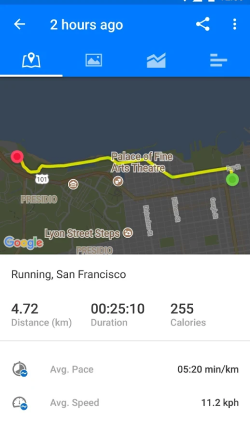 2 hours ago
Palace of Fine
Arts Theatre
101
PRESIDIO
Lyon Street Steps
PRESIDIO
Google
Running, San Francisco
4.72
00:25:10
255
Distance (km)
Duration
Calories
Avg. Pace
05:20 min/km
Avg. Speed
11.2 kph